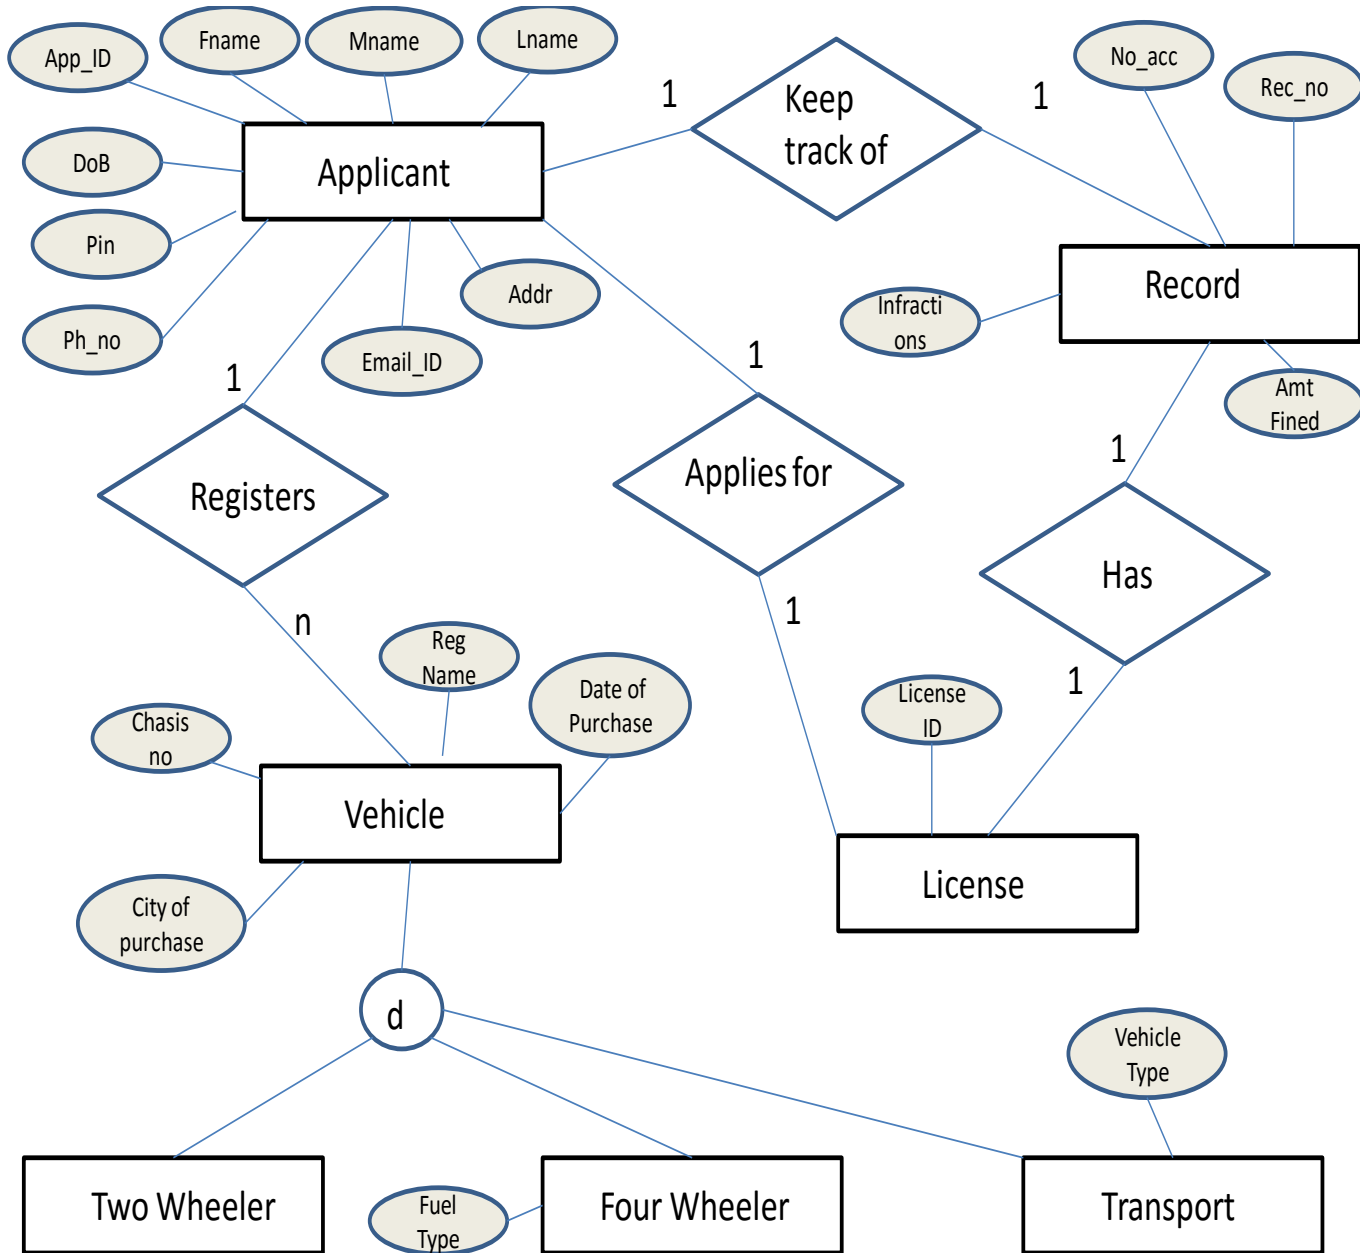 Fname
Mname
Lname
App_ID
No_acc
Rec_no
1
Keep
track of
1
DoB
Applicant
Pin
Addr
Record
Infracti
ons
Ph_no
Email_ID
1
1
Amt
Fined
1
Registers
Applies for
Has
n
1
1
Reg
Name
Date of
Purchase
License
ID
Chasis
no
Vehicle
License
City of
purchase
d
Vehicle
Type
Two Wheeler
Fuel
Type
Four Wheeler
Transport